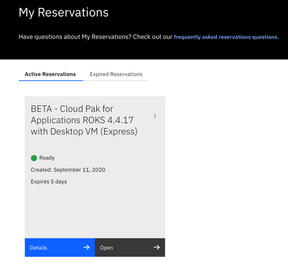 My Reservations
Have questions about My Reservations? Check out our frequently asked reservations questions.
Active Reservations
Expired Reservations
BETA - Cloud Pak for
Applications ROKS 4.4.17
with Desktop VM (Express)
Ready
Created: September 11, 2020
Expires 5 days
Details
Open